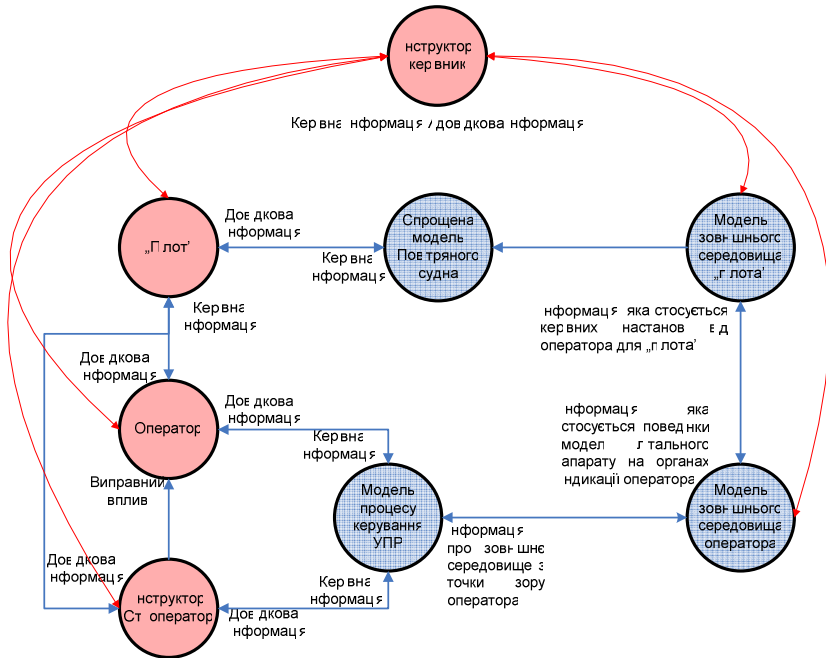 нструктор
кер вник
Кер вна нформац я / дов дкова нформац я
Дов дкова
нформац я
„П лот”
Кер вна
нформац я
Спрощена
модель
Пов тряного
судна
Модель
зовн шнього
середовища
„п лота”
Кер вна
нформац я
нформац я яка стосується
кер вних настанов в д
оператора для „п лота”
Дов дкова
нформац я
Оператор
Дов дкова
нформац я
Кер вна
нформац я
нформац я яка
стосується повед нки
модел л тального
апарату на органах
ндикації оператора
Виправний
вплив
Модель
процесу
керування
УПР
Модель
зовн шнього
середовища
оператора
нформац я
про зовн шнє
середовище з
точки зору
оператора
Дов дкова
нформац я
нструктор
Ст оператор
Кер вна
нформац я
Дов дкова
нформац я